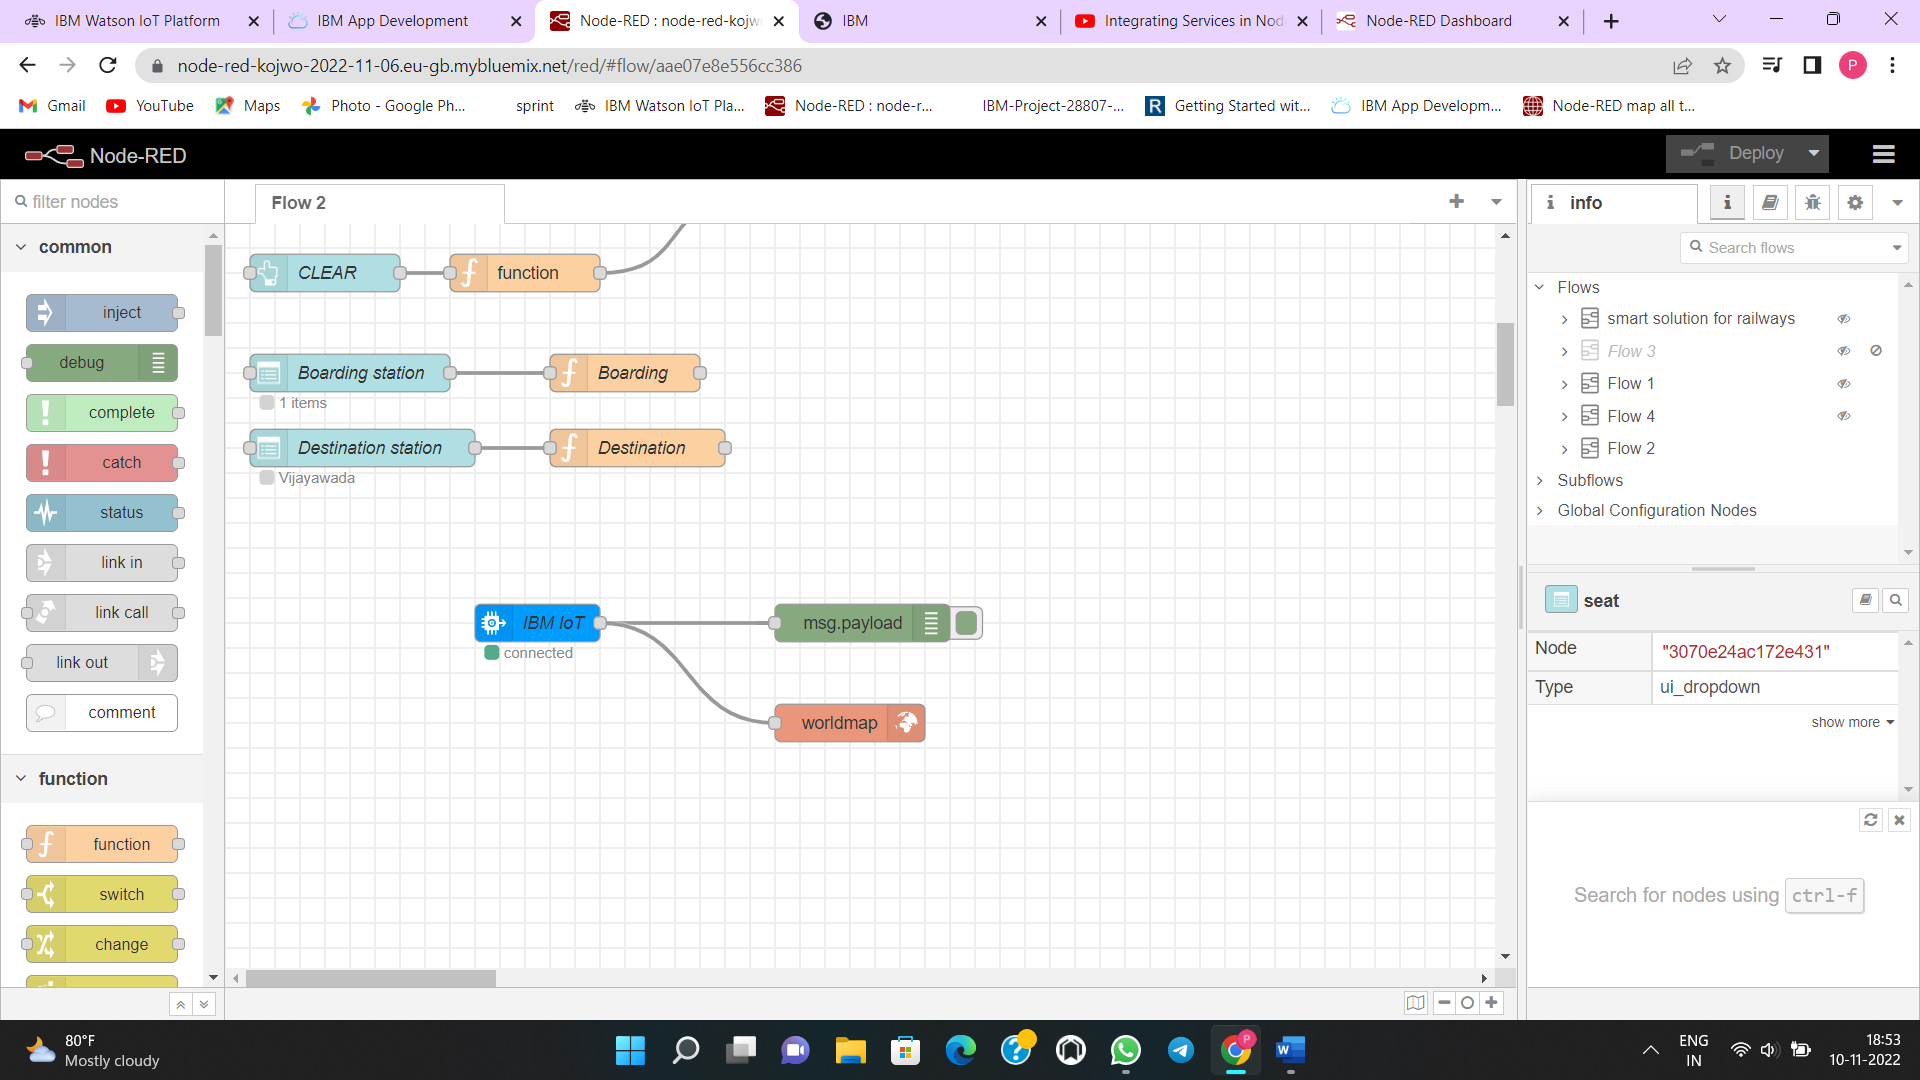 IBM Watson IoT Platform
IBM App Development
Node-RED : node-red-kojw
IBM
Integrating Services in Nod
Node-RED Dashboard
node-red-kojwo-2022-11-06.eu-gb.mybluemix.net/red/#flow/aae07e8e556cc386
P
Gmail
YouTube
Maps
Photo - Google Ph...
sprint
IBM Watson IoT Pla...
Node-RED : node-r...
IBM-Project-28807-...
R
Getting Started wit...
IBM App Developm...
Node-RED map all t...
Node-RED
Deploy
filter nodes
common
inject
debug
complete
catch
status
link in
link call
link out
comment
function
function
switch
change
Flow 2
CLEAR
function
Boarding station
Boarding
1 items
Destination station
Destination
Vijayawada
IBM IoT
connected
msg.payload
worldmap
info
Search flows
Flows
smart solution for railways
Flow 3
Flow 1
Flow 4
Flow 2
Subflows
Global Configuration Nodes
seat
Node
"3070e24ac172e431"
Type
ui_dropdown
show more
Search for nodes using ctrl-f
80°F
Mostly cloudy
P
W
ENG
IN
18:53
10-11-2022